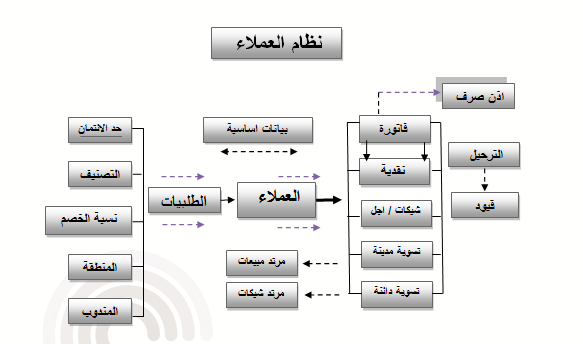 نظام العملاء
اذن صرف
فاتورة
بيانات اساسية
حد الائتمان
الترحيل
نقدية
التصنيف
العملاء
الطلبيات
قيود
شيكات / اجل
نسبة الخصم
تسوية مدينة
مرتد مبيعات
المنطقة
تسوية دائنة
مرتد شيكات
المندوب